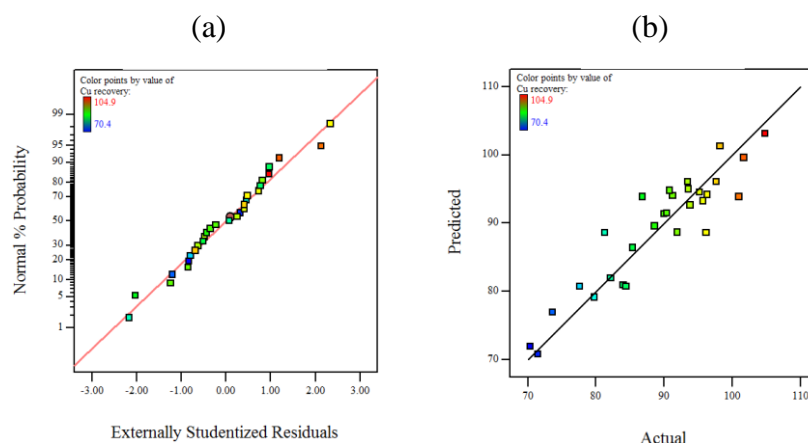 (a)
Color points by value of
Cu recovery:
104.9
70.4
99
95
90
80
70
50
30
20
10
5
1
Normal % Probability
-3.00 -2.00 -1.00 0.00 1.00 2.00 3.00
Externally Studentized Residuals
(b)
Color points by value of
Cu recovery:
104.9
70.4
110
100
90
80
70
Predicted
70 80 90 100 110
Actual